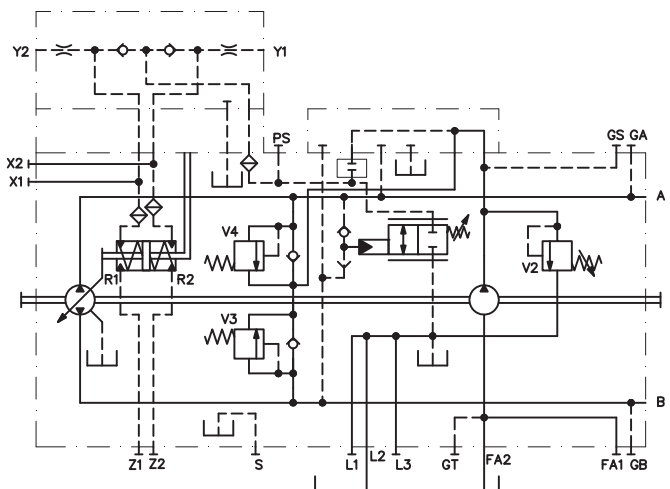 Y2 Y1
PS GS GA
X2
X1
A
V4
V2
R1 R2
V3
B
Z1 Z2 S L1 L2 L3 GT FA2 FA1 GB